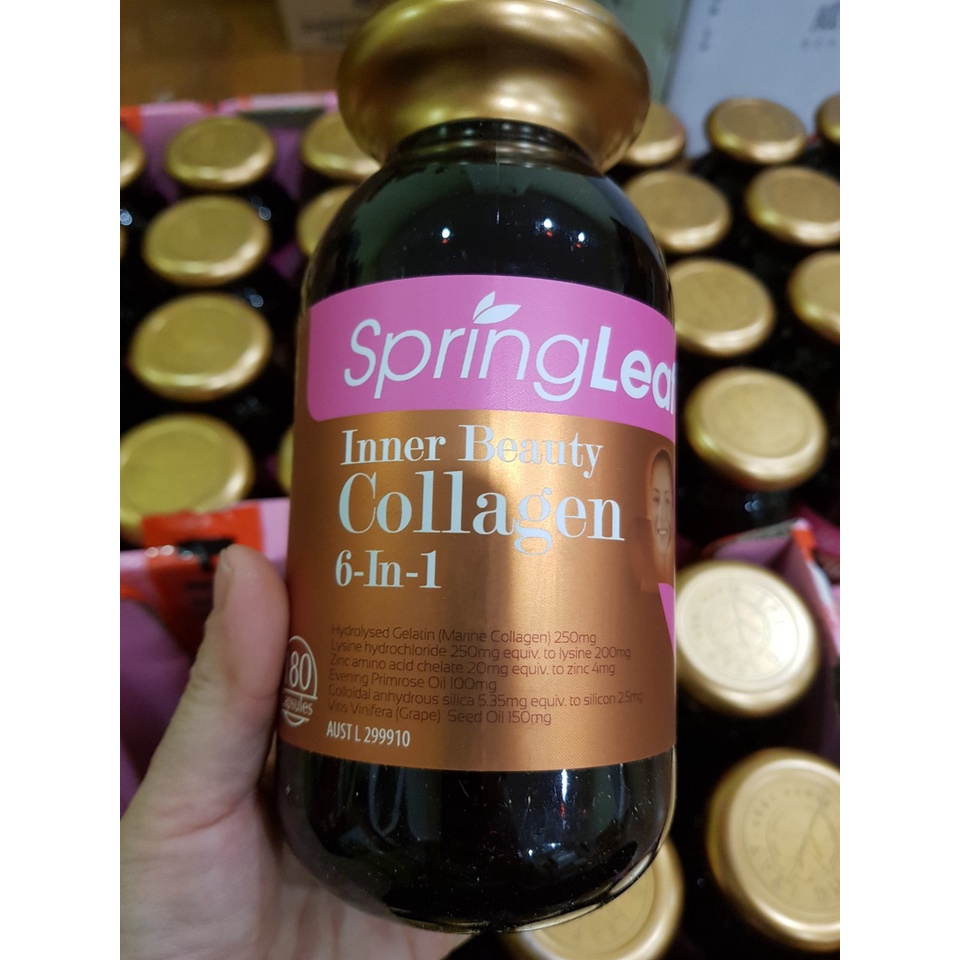 SpringLeaf
Inner Beauty
Collagen
6-In-1
Hydrolysed Gelatin (Marine Collagen) 250mg
Lysine hydrochloride 250mg equiv. to lysine 200mg
Zinc amino acid chelate 20mg equiv. to zinc 4mg
Evening Primrose Oil 100mg
Colloidal anhydrous silica 5.35mg equiv. to silicon 2.5mg
Vitis Vinifera (Grape) Seed Oil 150mg
80
capsules
AUST L 299910